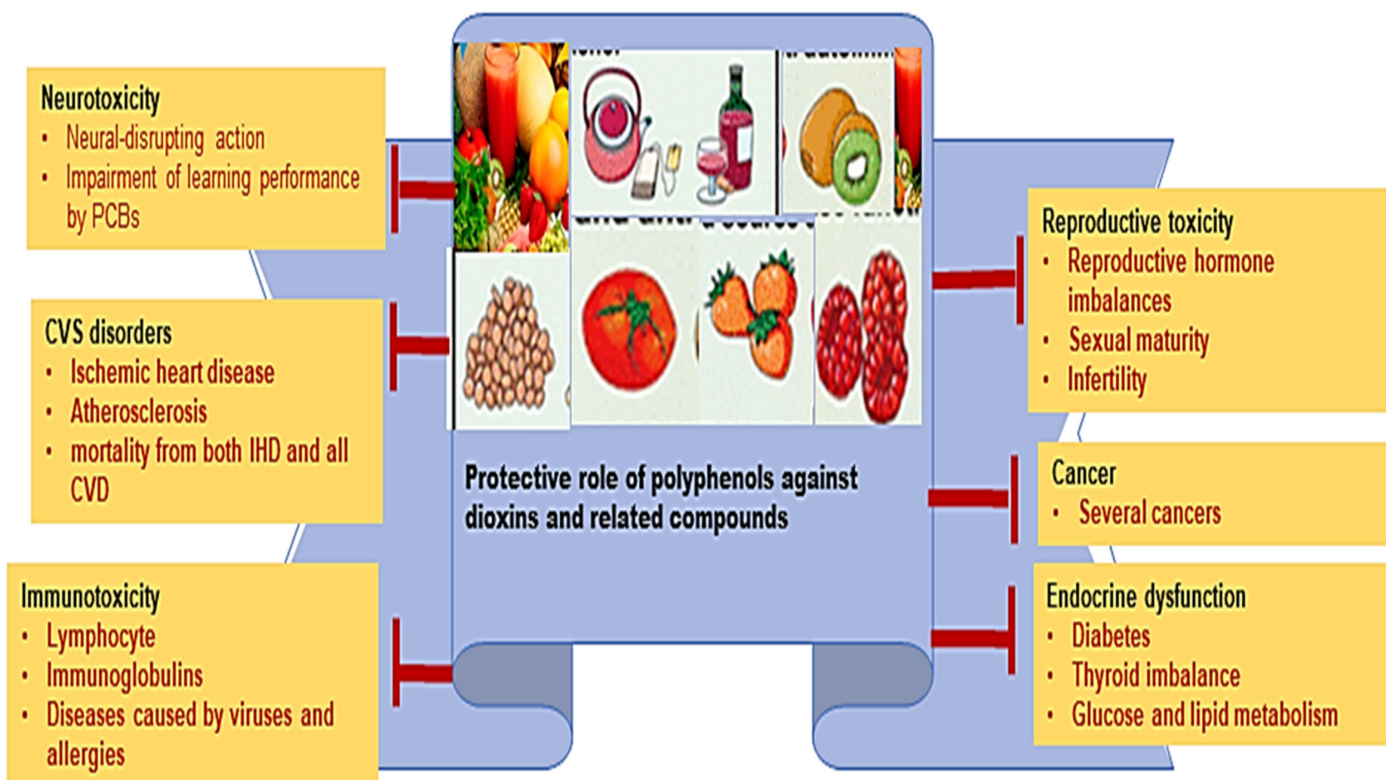 Neurotoxicity
• Neural-disrupting action
• Impairment of learning performance
by PCBs
CVS disorders
• Ischemic heart disease
• Atherosclerosis
• mortality from both IHD and all
CVD
Immunotoxicity
• Lymphocyte
• Immunoglobulins
• Diseases caused by viruses and
allergies
Protective role of polyphenols against
dioxins and related compounds
Reproductive toxicity
• Reproductive hormone
imbalances
• Sexual maturity
• Infertility
Cancer
• Several cancers
Endocrine dysfunction
• Diabetes
• Thyroid imbalance
• Glucose and lipid metabolism